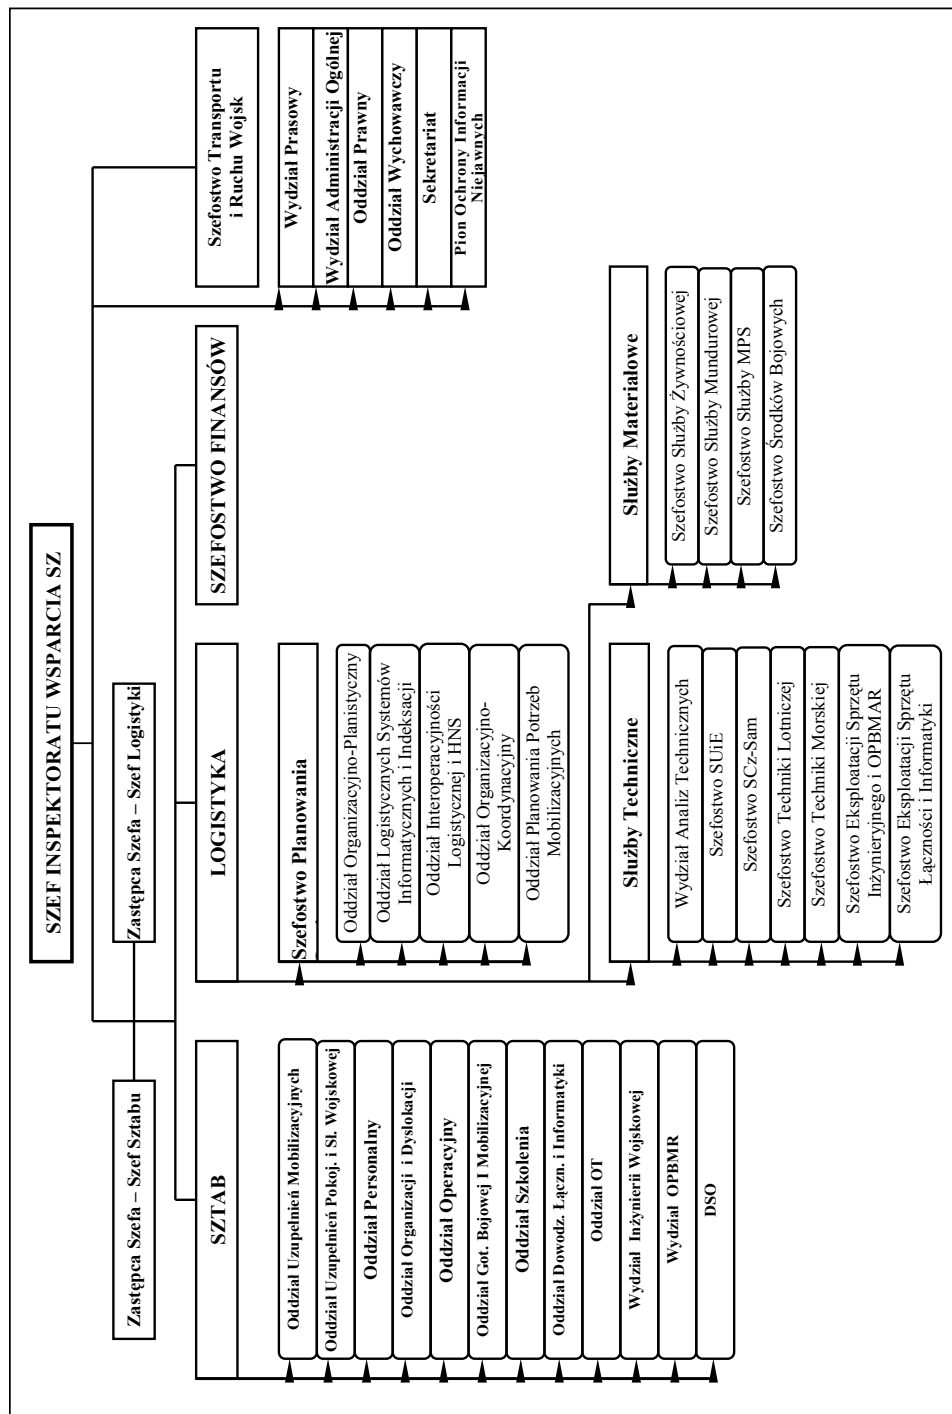 SZEF INSPEKTORATU WSPARCIA SZ
Zastępca Szefa – Szef Sztabu
Zastępca Szefa – Szef Logistyki
SZTAB
LOGISTYKA
SZEFOSTWO FINANSÓW
Szefostwo Transportu
i Ruchu Wojsk
Oddział Uzupełnień Mobilizacyjnych
Oddział Uzupełnień Pokoj. i Sł. Wojskowej
Oddział Personalny
Oddział Organizacji i Dyslokacji
Oddział Operacyjny
Oddział Got. Bojowej I Mobilizacyjnej
Oddział Szkolenia
Oddział Dowodz. Łączn. i Informatyki
Oddział OT
Wydział Inżynierii Wojskowej
Wydział OPBMR
DSO
Szefostwo Planowania
Oddział Organizacyjno-Planistyczny
Oddział Logistycznych Systemów
Informatycznych i Indeksacji
Oddział Interoperacyjności
Logistycznej i HNS
Oddział Organizacyjno-
Koordynacyjny
Oddział Planowania Potrzeb
Mobilizacyjnych
Służby Techniczne
Wydział Analiz Technicznych
Szefostwo SUiE
Szefostwo SCz-Sam
Szefostwo Techniki Lotniczej
Szefostwo Techniki Morskiej
Szefostwo Eksploatacji Sprzętu
Inżynieryjnego i OPBMAR
Szefostwo Eksploatacji Sprzętu
Łączności i Informatyki
Służby Materiałowe
Szefostwo Służby Żywnościowej
Szefostwo Służby Mundurowej
Szefostwo Służby MPS
Szefostwo Środków Bojowych
Wydział Prasowy
Wydział Administracji Ogólnej
Oddział Prawny
Oddział Wychowawczy
Sekretariat
Pion Ochrony Informacji
Niejawnych